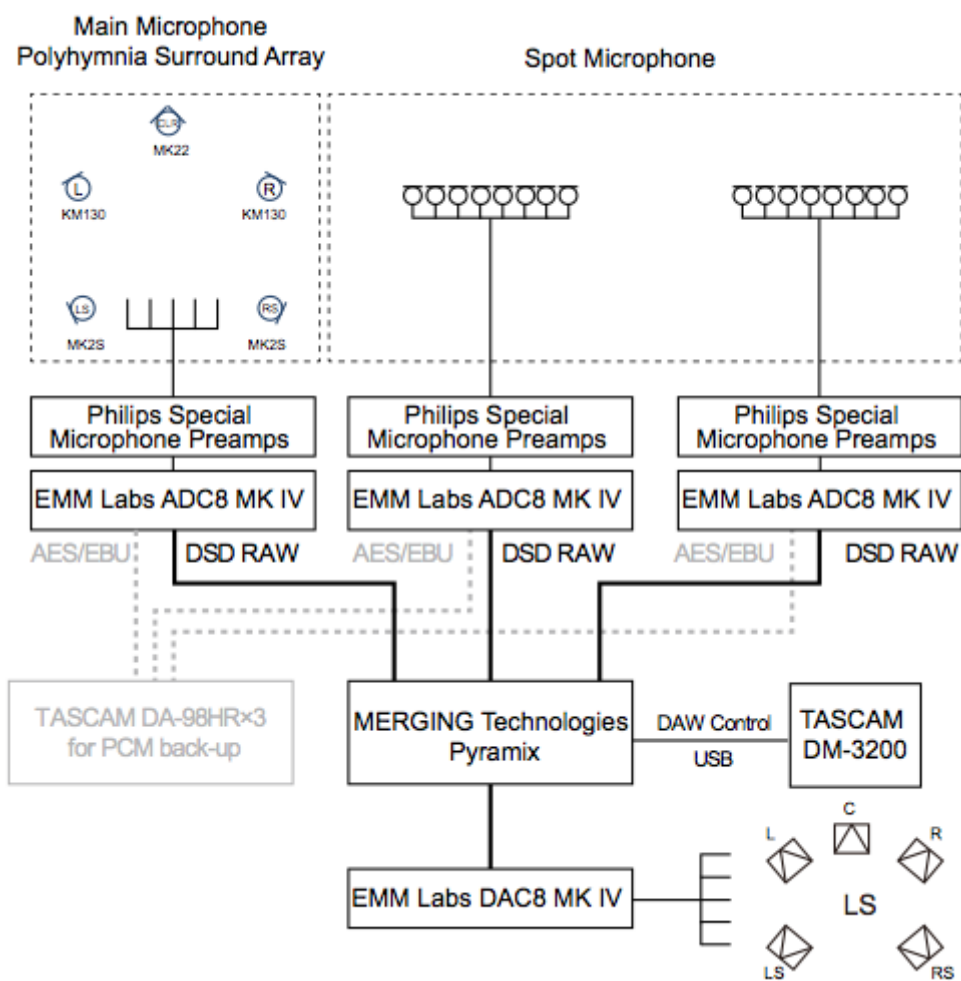 Main Microphone
Polyhymnia Surround Array
Spot Microphone
CLR
MK22
L
R
KM130
KM130
LS
RS
MK2S
MK2S
Philips Special
Microphone Preamps
Philips Special
Microphone Preamps
Philips Special
Microphone Preamps
EMM Labs ADC8 MK IV
EMM Labs ADC8 MK IV
EMM Labs ADC8 MK IV
AES/EBU
DSD RAW
AES/EBU
DSD RAW
AES/EBU
DSD RAW
TASCAM DA-98HR×3
for PCM back-up
MERGING Technologies
Pyramix
DAW Control
USB
TASCAM
DM-3200
C
L
R
EMM Labs DAC8 MK IV
LS
LS
RS